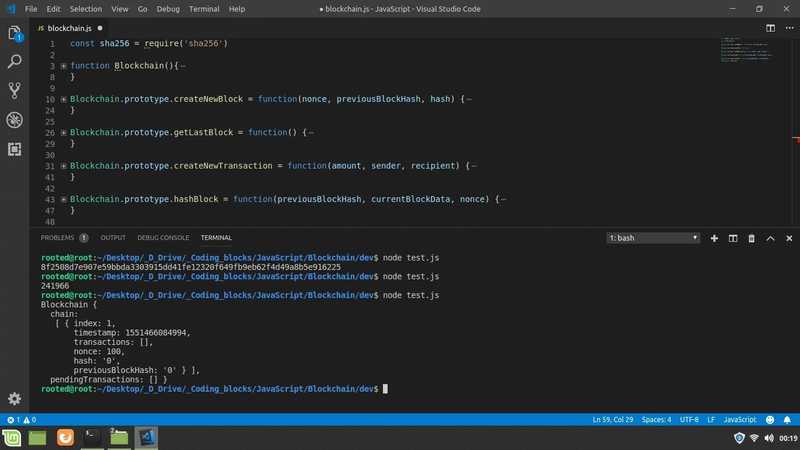 File Edit Selection View Go Debug Terminal Help
● blockchain.js - JavaScript - Visual Studio Code
JS blockchain.js ●
1 const sha256 = require('sha256')
2
3 function Blockchain(){
8 }
9
10 Blockchain.prototype.createNewBlock = function(nonce, previousBlockHash, hash) {
24 }
25
26 Blockchain.prototype.getLastBlock = function() {
29 }
30
31 Blockchain.prototype.createNewTransaction = function(amount, sender, recipient) {
41 }
42
43 Blockchain.prototype.hashBlock = function(previousBlockHash, currentBlockData, nonce) {
47 }
48
PROBLEMS 1 OUTPUT DEBUG CONSOLE TERMINAL
1: bash
rooted@root:~/Desktop/_D_Drive/_Coding_blocks/JavaScript/Blockchain/dev$ node test.js
8f2508d7e907e59bbda3303915dd41fe12320f649fb9eb62f4d49a8b5e916225
rooted@root:~/Desktop/_D_Drive/_Coding_blocks/JavaScript/Blockchain/dev$ node test.js
241966
rooted@root:~/Desktop/_D_Drive/_Coding_blocks/JavaScript/Blockchain/dev$ node test.js
Blockchain {
chain:
[ { index: 1,
timestamp: 1551466084994,
transactions: [],
nonce: 100,
hash: '0',
previousBlockHash: '0' } ],
pendingTransactions: [] }
rooted@root:~/Desktop/_D_Drive/_Coding_blocks/JavaScript/Blockchain/dev$
1 0
Ln 59, Col 29 Spaces: 4 UTF-8 LF JavaScript
00:19